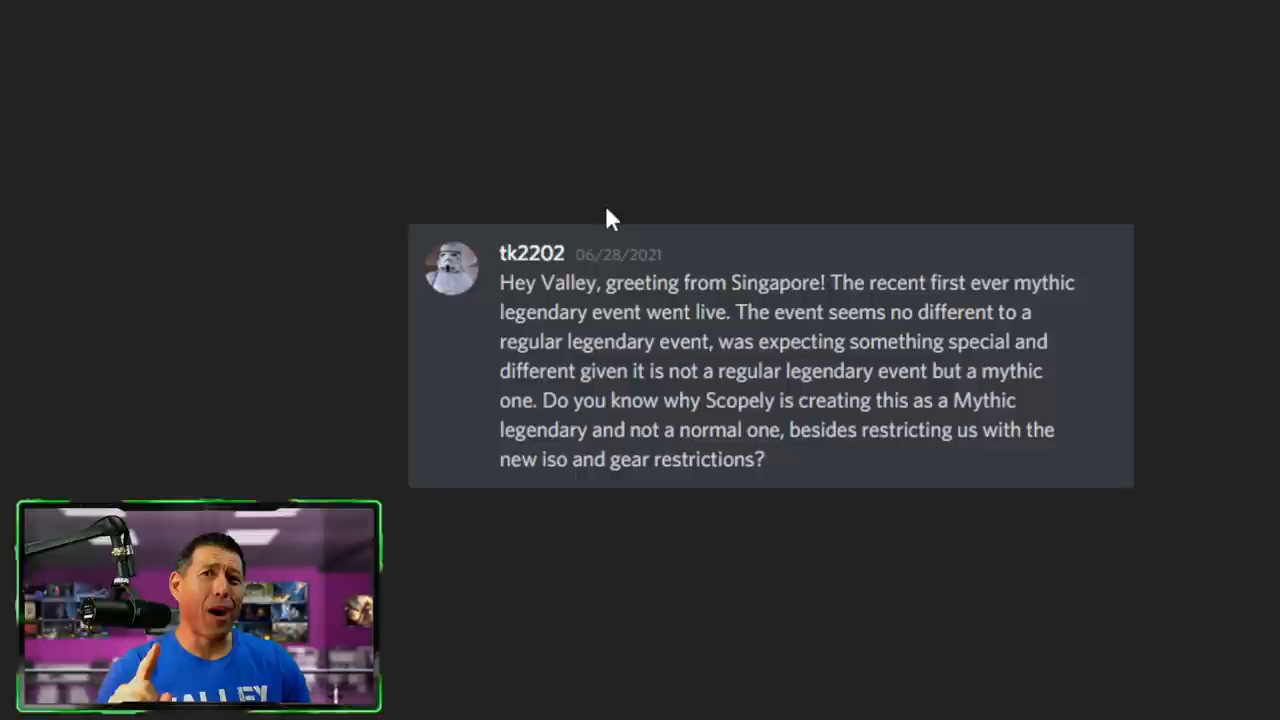 tk2202 06/28/2021
Hey Valley, greeting from Singapore! The recent first ever mythic
legendary event went live. The event seems no different to a
regular legendary event, was expecting something special and
different given it is not a regular legendary event but a mythic
one. Do you know why Scopely is creating this as a Mythic
legendary and not a normal one, besides restricting us with the
new iso and gear restrictions?
VALLEY